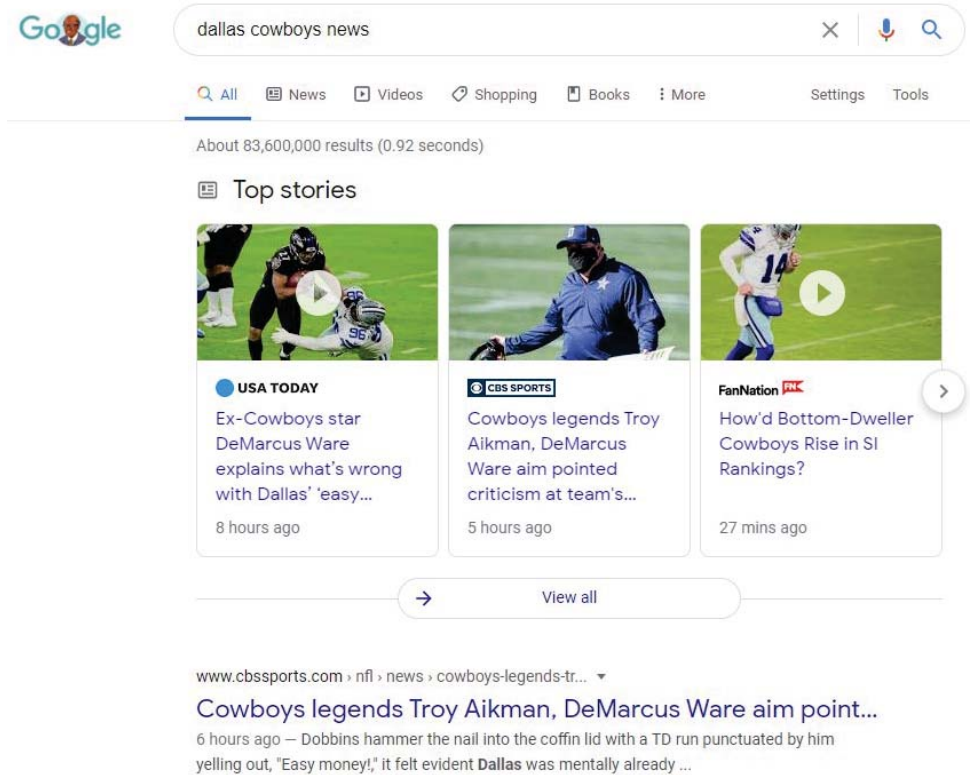 Google
dallas cowboys news
All News Videos Shopping Books More Settings Tools
About 83,600,000 results (0.92 seconds)
Top stories
27
96
96
14
USA TODAY
Ex-Cowboys star
DeMarcus Ware
explains what's wrong
with Dallas' 'easy...
8 hours ago
CBS SPORTS
Cowboys legends Troy
Aikman, DeMarcus
Ware aim pointed
criticism at team's...
5 hours ago
FanNation FN
How'd Bottom-Dweller
Cowboys Rise in SI
Rankings?
27 mins ago
View all
www.cbssports.com › nfl › news › cowboys-legends-tr...
Cowboys legends Troy Aikman, DeMarcus Ware aim point...
6 hours ago — Dobbins hammer the nail into the coffin lid with a TD run punctuated by him
yelling out, "Easy money!," it felt evident Dallas was mentally already ...